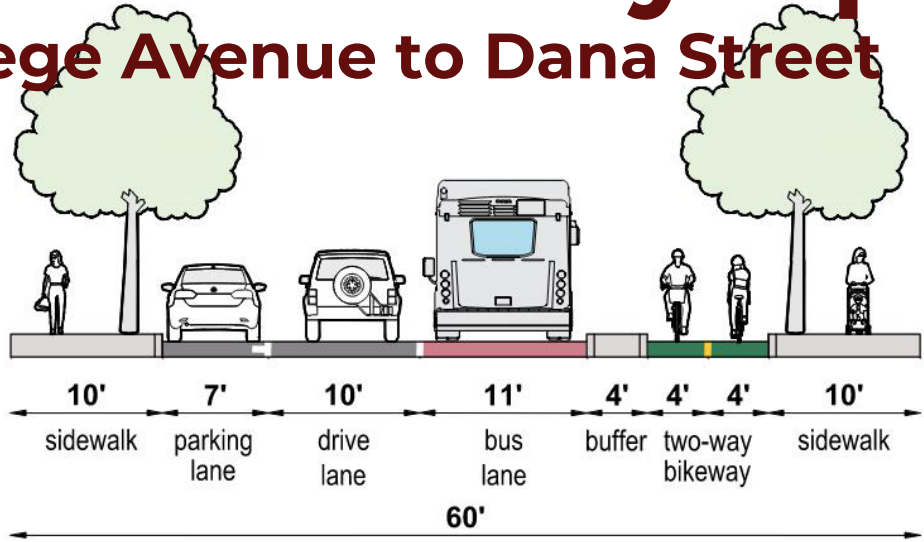 ege Avenue to Dana Street
10' 7' 10' 11' 4' 4' 4' 10'
sidewalk parking lane drive lane bus lane buffer two-way bikeway sidewalk
60'